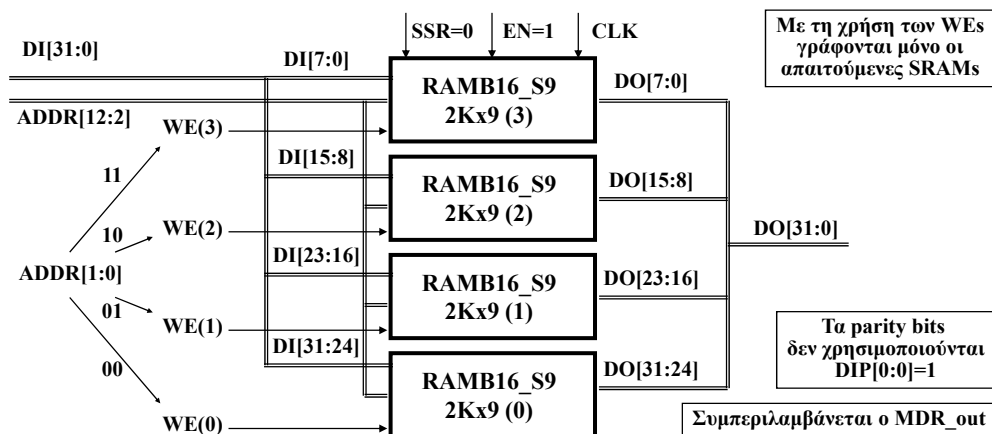 SSR=0 EN=1 CLK
Με τη χρήση των WEs
γράφονται μόνο οι
απαιτούμενες SRAMs
DI[31:0]
DI[7:0]
RAMB16_S9
2Kx9 (3)
DO[7:0]
ADDR[12:2]
WE(3)
DI[15:8]
RAMB16_S9
2Kx9 (2)
DO[15:8]
11
10
WE(2)
DO[31:0]
ADDR[1:0]
DI[23:16]
RAMB16_S9
2Kx9 (1)
DO[23:16]
01
WE(1)
00
DI[31:24]
RAMB16_S9
2Kx9 (0)
DO[31:24]
WE(0)
Τα parity bits
δεν χρησιμοποιούνται
DIP[0:0]=1
Συμπεριλαμβάνεται ο MDR_out